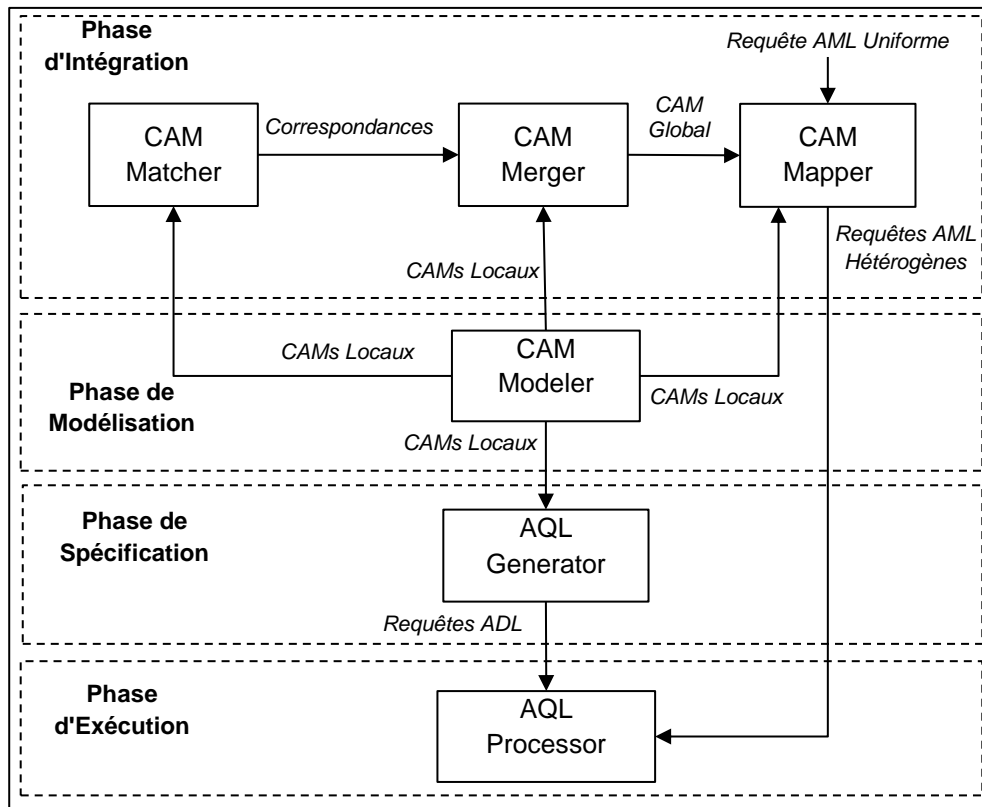 Phase
d'Intégration
Requête AML Uniforme
CAM
Matcher
Correspondances
CAM
Merger
CAM
Global
CAM
Mapper
Requêtes AML
Hétérogènes
CAMs Locaux
Phase de
Modélisation
CAMs Locaux
CAM
Modeler
CAMs Locaux
CAMs Locaux
Phase de
Spécification
AQL
Generator
Requêtes ADL
Phase
d'Exécution
AQL
Processor